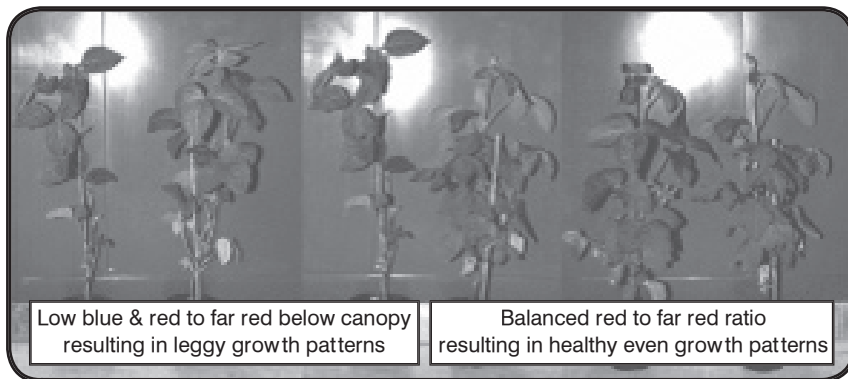 Low blue & red to far red below canopy
resulting in leggy growth patterns
Balanced red to far red ratio
resulting in healthy even growth patterns